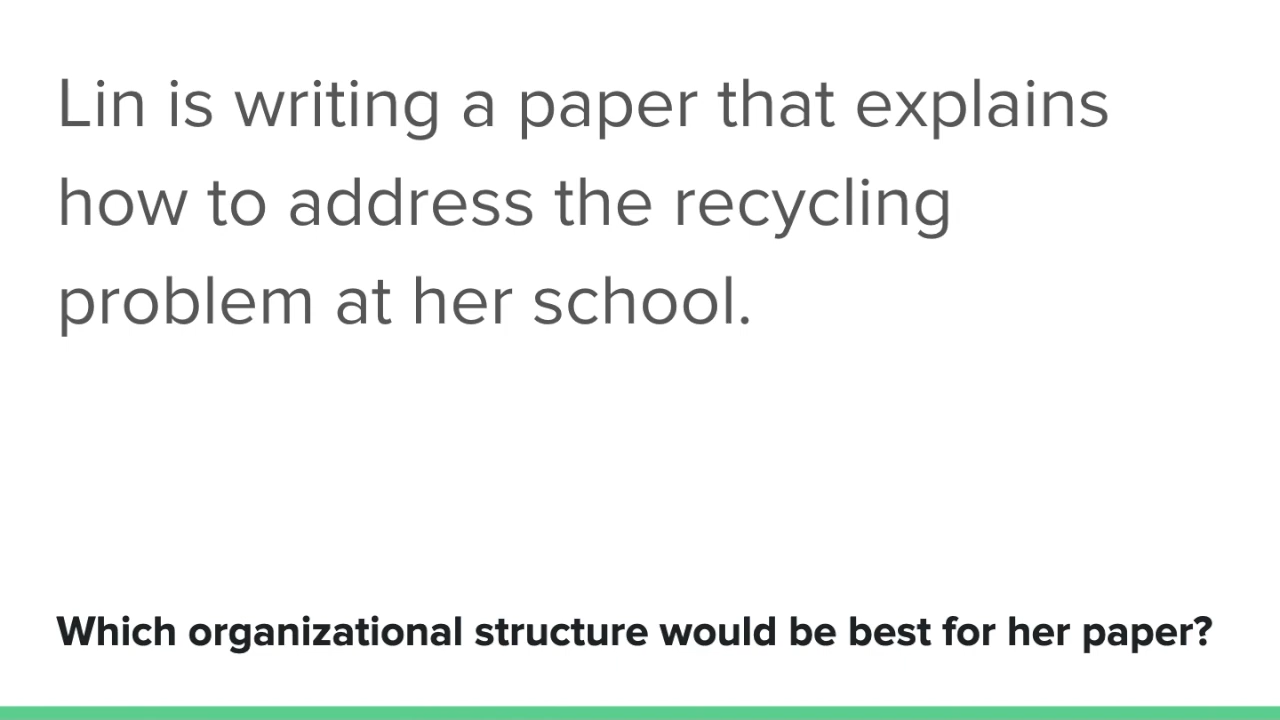 Lin is writing a paper that explains
how to address the recycling
problem at her school.
Which organizational structure would be best for her paper?